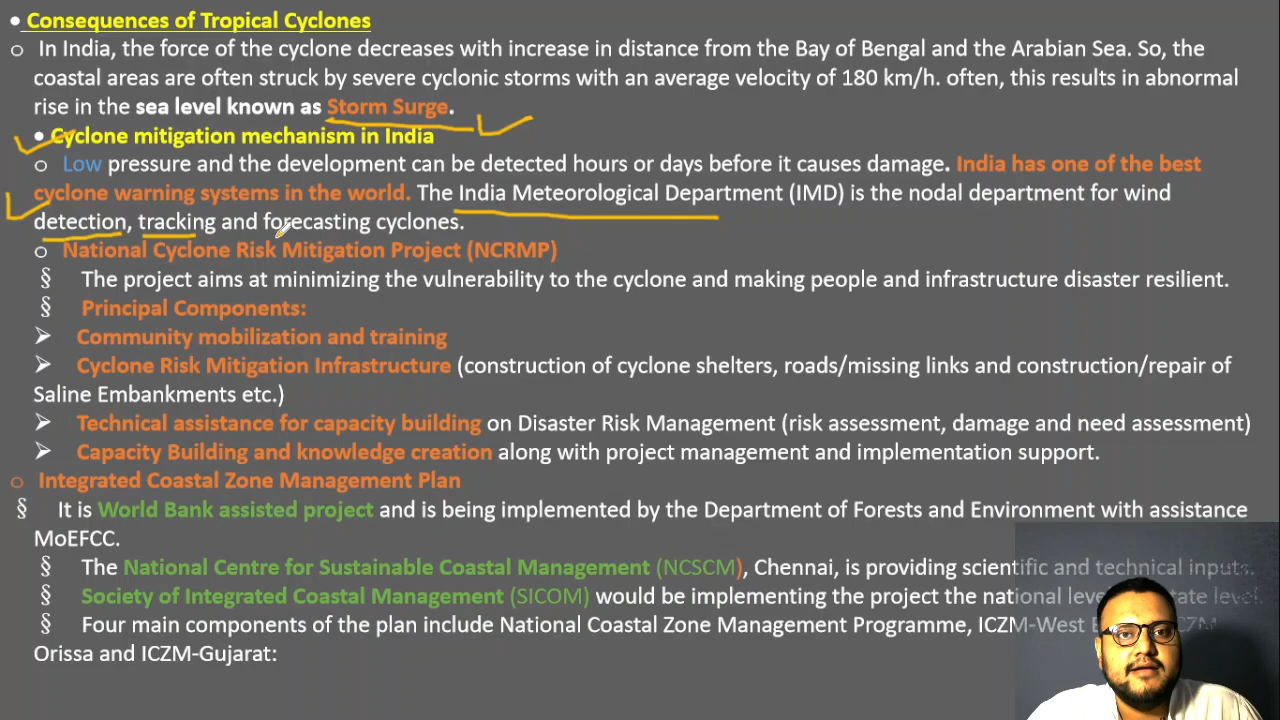 • Consequences of Tropical Cyclones
o In India, the force of the cyclone decreases with increase in distance from the Bay of Bengal and the Arabian Sea. So, the
coastal areas are often struck by severe cyclonic storms with an average velocity of 180 km/h. often, this results in abnormal
rise in the sea level known as Storm Surge.
• Cyclone mitigation mechanism in India
o Low pressure and the development can be detected hours or days before it causes damage. India has one of the best
cyclone warning systems in the world. The India Meteorological Department (IMD) is the nodal department for wind
detection, tracking and forecasting cyclones.
o National Cyclone Risk Mitigation Project (NCRMP)
§ The project aims at minimizing the vulnerability to the cyclone and making people and infrastructure disaster resilient.
§ Principal Components:
➢ Community mobilization and training
➢ Cyclone Risk Mitigation Infrastructure (construction of cyclone shelters, roads/missing links and construction/repair of
Saline Embankments etc.)
➢ Technical assistance for capacity building on Disaster Risk Management (risk assessment, damage and need assessment)
➢ Capacity Building and knowledge creation along with project management and implementation support.
o Integrated Coastal Zone Management Plan
§ It is World Bank assisted project and is being implemented by the Department of Forests and Environment with assistance
MoEFCC.
§ The National Centre for Sustainable Coastal Management (NCSCM), Chennai, is providing scientific and technical inputs.
§ Society of Integrated Coastal Management (SICOM) would be implementing the project the national level state level.
§ Four main components of the plan include National Coastal Zone Management Programme, ICZM-West
Orissa and ICZM-Gujarat: